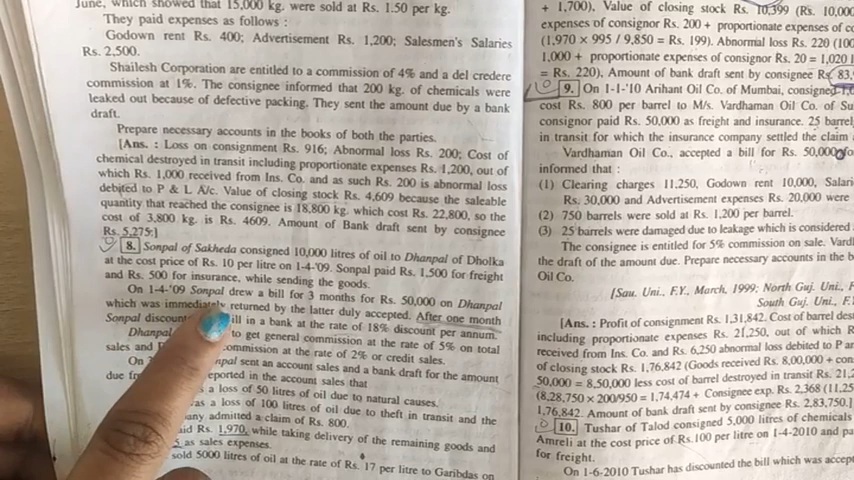 June, which showed that 15,000 kg. were sold at Rs. 1.50 per kg.
They paid expenses as follows :
Godown rent Rs. 400; Advertisement Rs. 1,200; Salesmen's Salaries
Rs. 2,500.
Shailesh Corporation are entitled to a commission of 4% and a del credere
commission at 1%. The consignee informed that 200 kg. of chemicals were
leaked out because of defective packing. They sent the amount due by a bank
draft.
Prepare necessary accounts in the books of both the parties.
[Ans. : Loss on consignment Rs. 916; Abnormal loss Rs. 200; Cost of
chemical destroyed in transit including proportionate expenses Rs. 1,200, out of
which Rs. 1,000 received from Ins. Co. and as such Rs. 200 is abnormal loss
debited to P & L A/c. Value of closing stock Rs. 4,609 because the saleable
quantity that reached the consignee is 18,800 kg. which cost Rs. 22,800, so the
cost of 3,800 kg. is Rs. 4609. Amount of Bank draft sent by consignee
Rs. 5,275.]
8. Sonpal of Sakheda consigned 10,000 litres of oil to Dhanpal of Dholka
at the cost price of Rs. 10 per litre on 1-4-'09. Sonpal paid Rs. 1,500 for freight
and Rs. 500 for insurance, while sending the goods.
On 1-4-'09 Sonpal drew a bill for 3 months for Rs. 50,000 on Dhanpal
which was immediately returned by the latter duly accepted. After one month
Sonpal discount ill in a bank at the rate of 18% discount per annum.
Dhanpal to get general commission at the rate of 5% on total
sales and ommission at the rate of 2% or credit sales.
On npal sent an account sales and a bank draft for the amount
due fr eported in the account sales that
s a loss of 50 litres of oil due to natural causes.
as a loss of 100 litres of oil due to theft in transit and the
any admitted a claim of Rs. 800.
aid Rs. 1,970, while taking delivery of the remaining goods and
5 as sales expenses.
sold 5000 litres of oil at the rate of Rs. 17 per litre to Garibdas on
+ 1,700), Value of closing stock Rs. 10,399 (Rs. 10,000
expenses of consignor Rs. 200 + proportionate expenses of co
(1,970 × 995 / 9,850 = Rs. 199). Abnormal loss Rs. 220 (100
1,000 + proportionate expenses of consignor Rs. 20 = 1,020
= Rs. 220), Amount of bank draft sent by consignee Rs. 83,
9. On 1-1-'10 Arihant Oil Co. of Mumbai, consigned 1,0
cost Rs. 800 per barrel to M/s. Vardhaman Oil Co. of Su
consignor paid Rs. 50,000 as freight and insurance. 25 barrel
in transit for which the insurance company settled the claim
Vardhaman Oil Co., accepted a bill for Rs. 50,000
informed that :
(1) Clearing charges 11,250, Godown rent 10,000, Salari
Rs. 30,000 and Advertisement Expenses Rs. 20,000 were
(2) 750 barrels were sold at Rs. 1,200 per barrel.
(3) 25 barrels were damaged due to leakage which is considered
The consignee is entitled for 5% commission on sale. Vardl
the draft of the amount due. Prepare necessary accounts in the b
Oil Co.
[Sau. Uni., F.Y., March, 1999; North Guj. Uni.
South Guj. Uni., F.
[Ans. : Profit of consignment Rs. 1,31,842. Cost of barrel des
including proportionate expenses Rs. 21,250, out of which R
received from Ins. Co. and Rs. 6,250 abnormal loss debited to P a
of closing stock Rs. 1,76,842 (Goods received Rs. 8,00,000 + con
50,000 = 8,50,000 less cost of barrel destroyed in transit Rs. 21,2
(8,28,750 × 200/950 = 1,74,474 + Consignee exp. Rs. 2,368 (11,25
1,76,842. Amount of bank draft sent by consignee Rs. 2,83,750.]
10. Tushar of Talod consigned 5,000 litres of chemicals
Amreli at the cost price of Rs.100 per litre on 1-4-2010 and pa
for freight.
On 1-6-2010 Tushar has discounted the bill which was accep